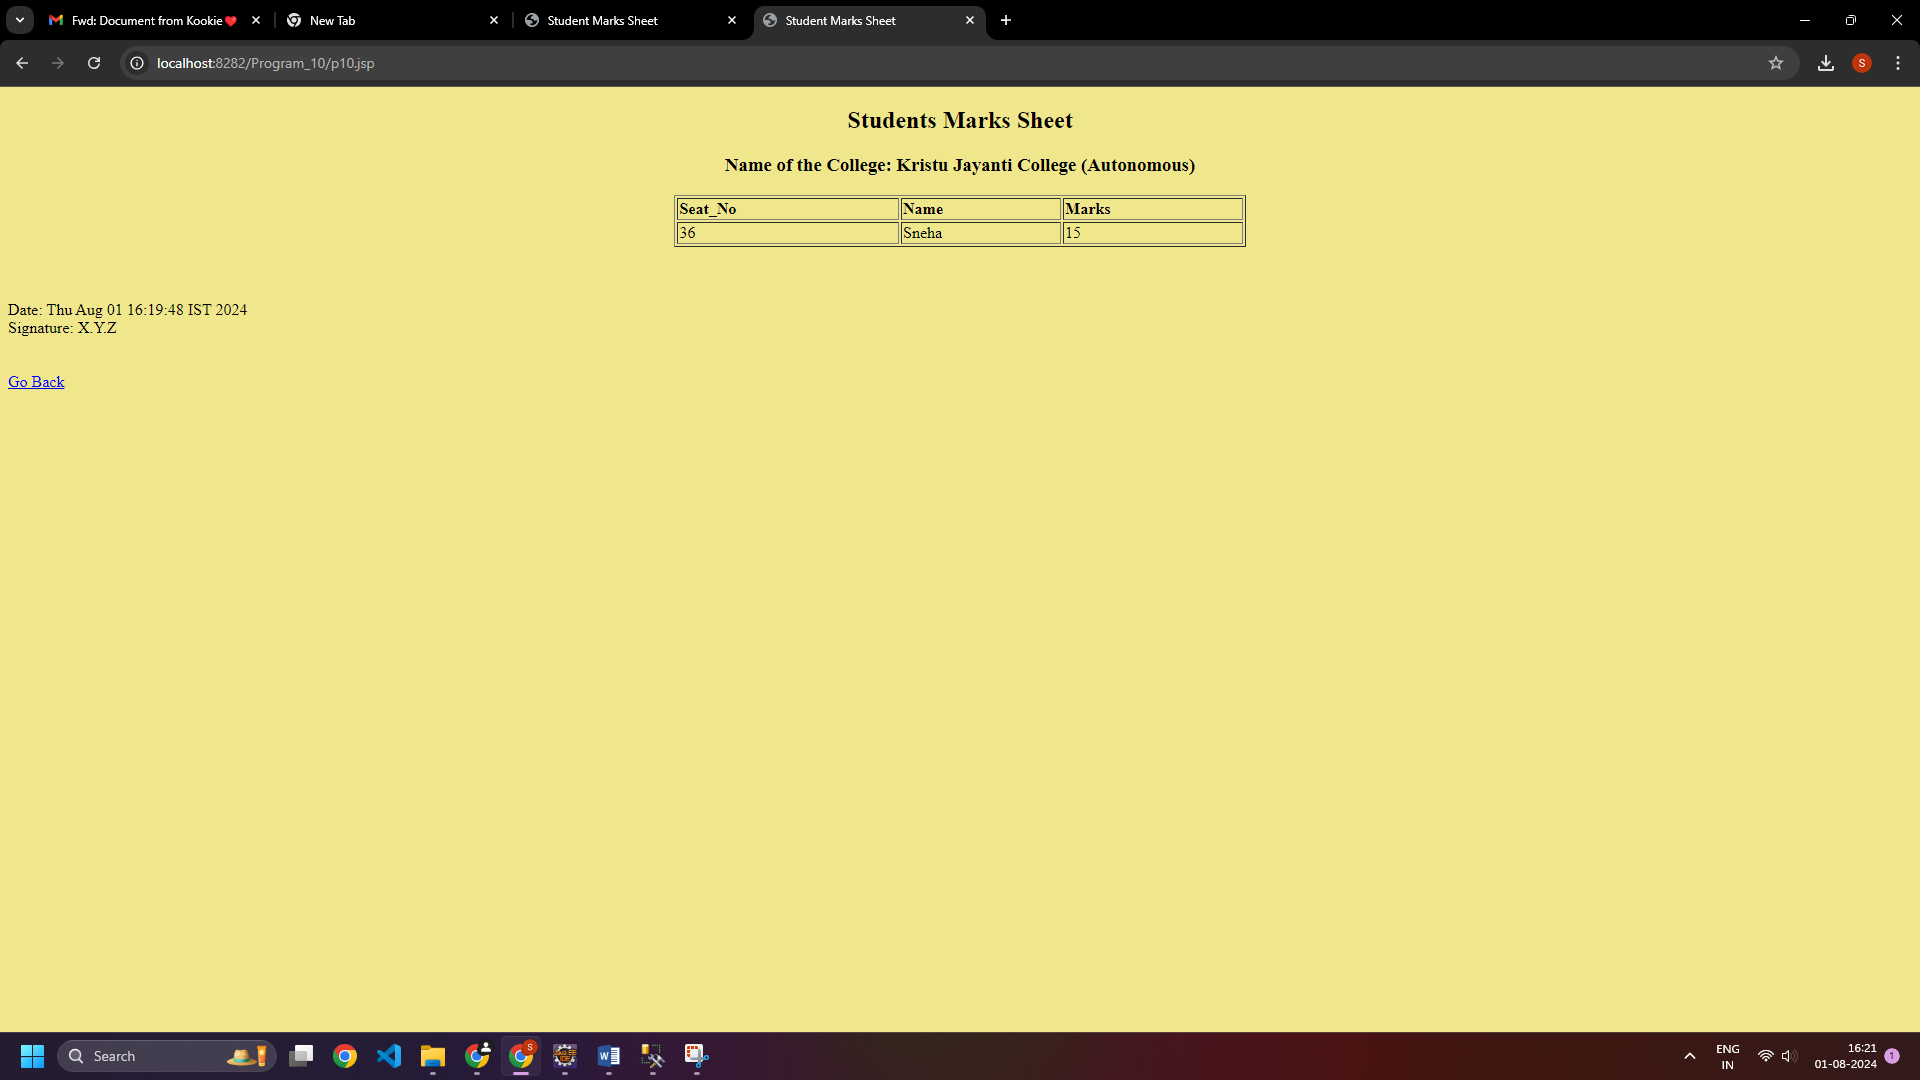 Fwd: Document from Kookie❤️
New Tab
Student Marks Sheet
Student Marks Sheet
localhost:8282/Program_10/p10.jsp
S
Students Marks Sheet
Name of the College: Kristu Jayanti College (Autonomous)
Seat_No Name Marks
36 Sneha 15
Date: Thu Aug 01 16:19:48 IST 2024
Signature: X.Y.Z
Go Back
Search
S
ENG
IN
16:21
01-08-2024
1